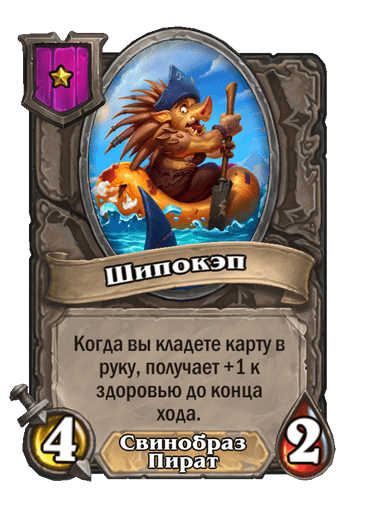 Шипокэп
Когда вы кладете карту в
руку, получает +1 к
здоровью до конца
хода.
4
Свинобраз
Пират
2